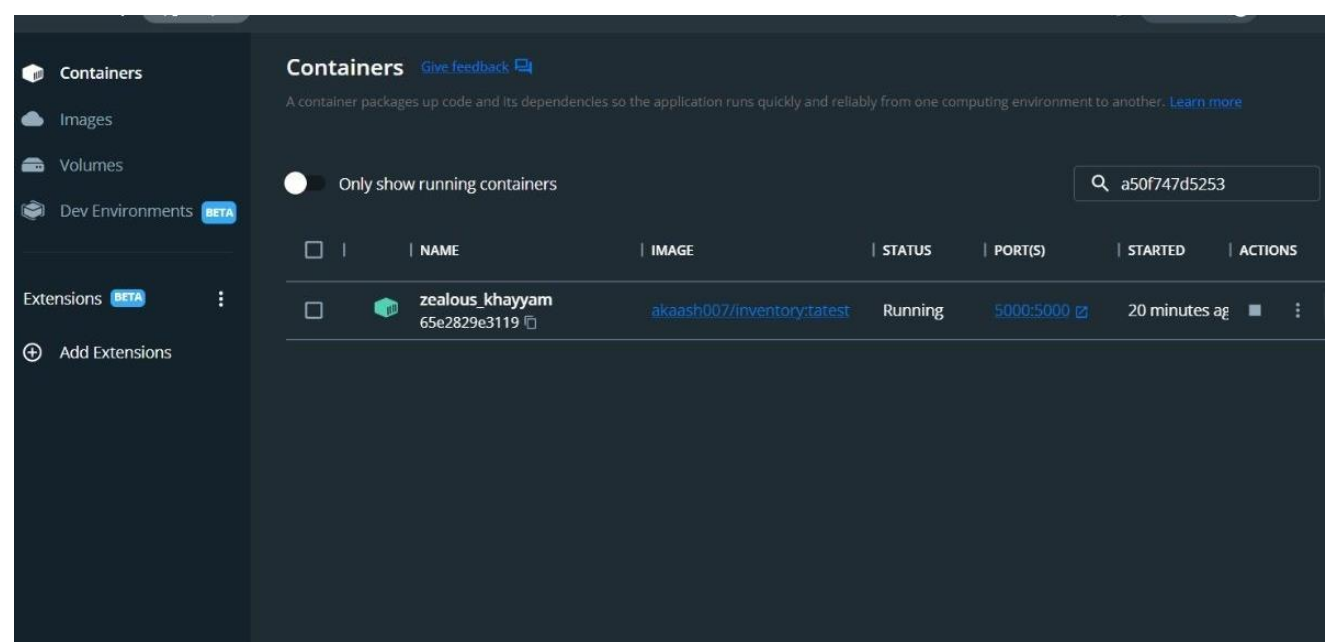 Containers
Images
Volumes
Dev Environments BETA
Extensions BETA
Add Extensions
Containers Give feedback
A container packages up code and its dependencies so the application runs quickly and reliably from one computing environment to another. Learn more
Only show running containers
a50f747d5253
NAME IMAGE STATUS PORT(S) STARTED ACTIONS
zealous_khayyam akaash007/inventory:tatest Running 5000:5000 20 minutes ag
65e2829e3119